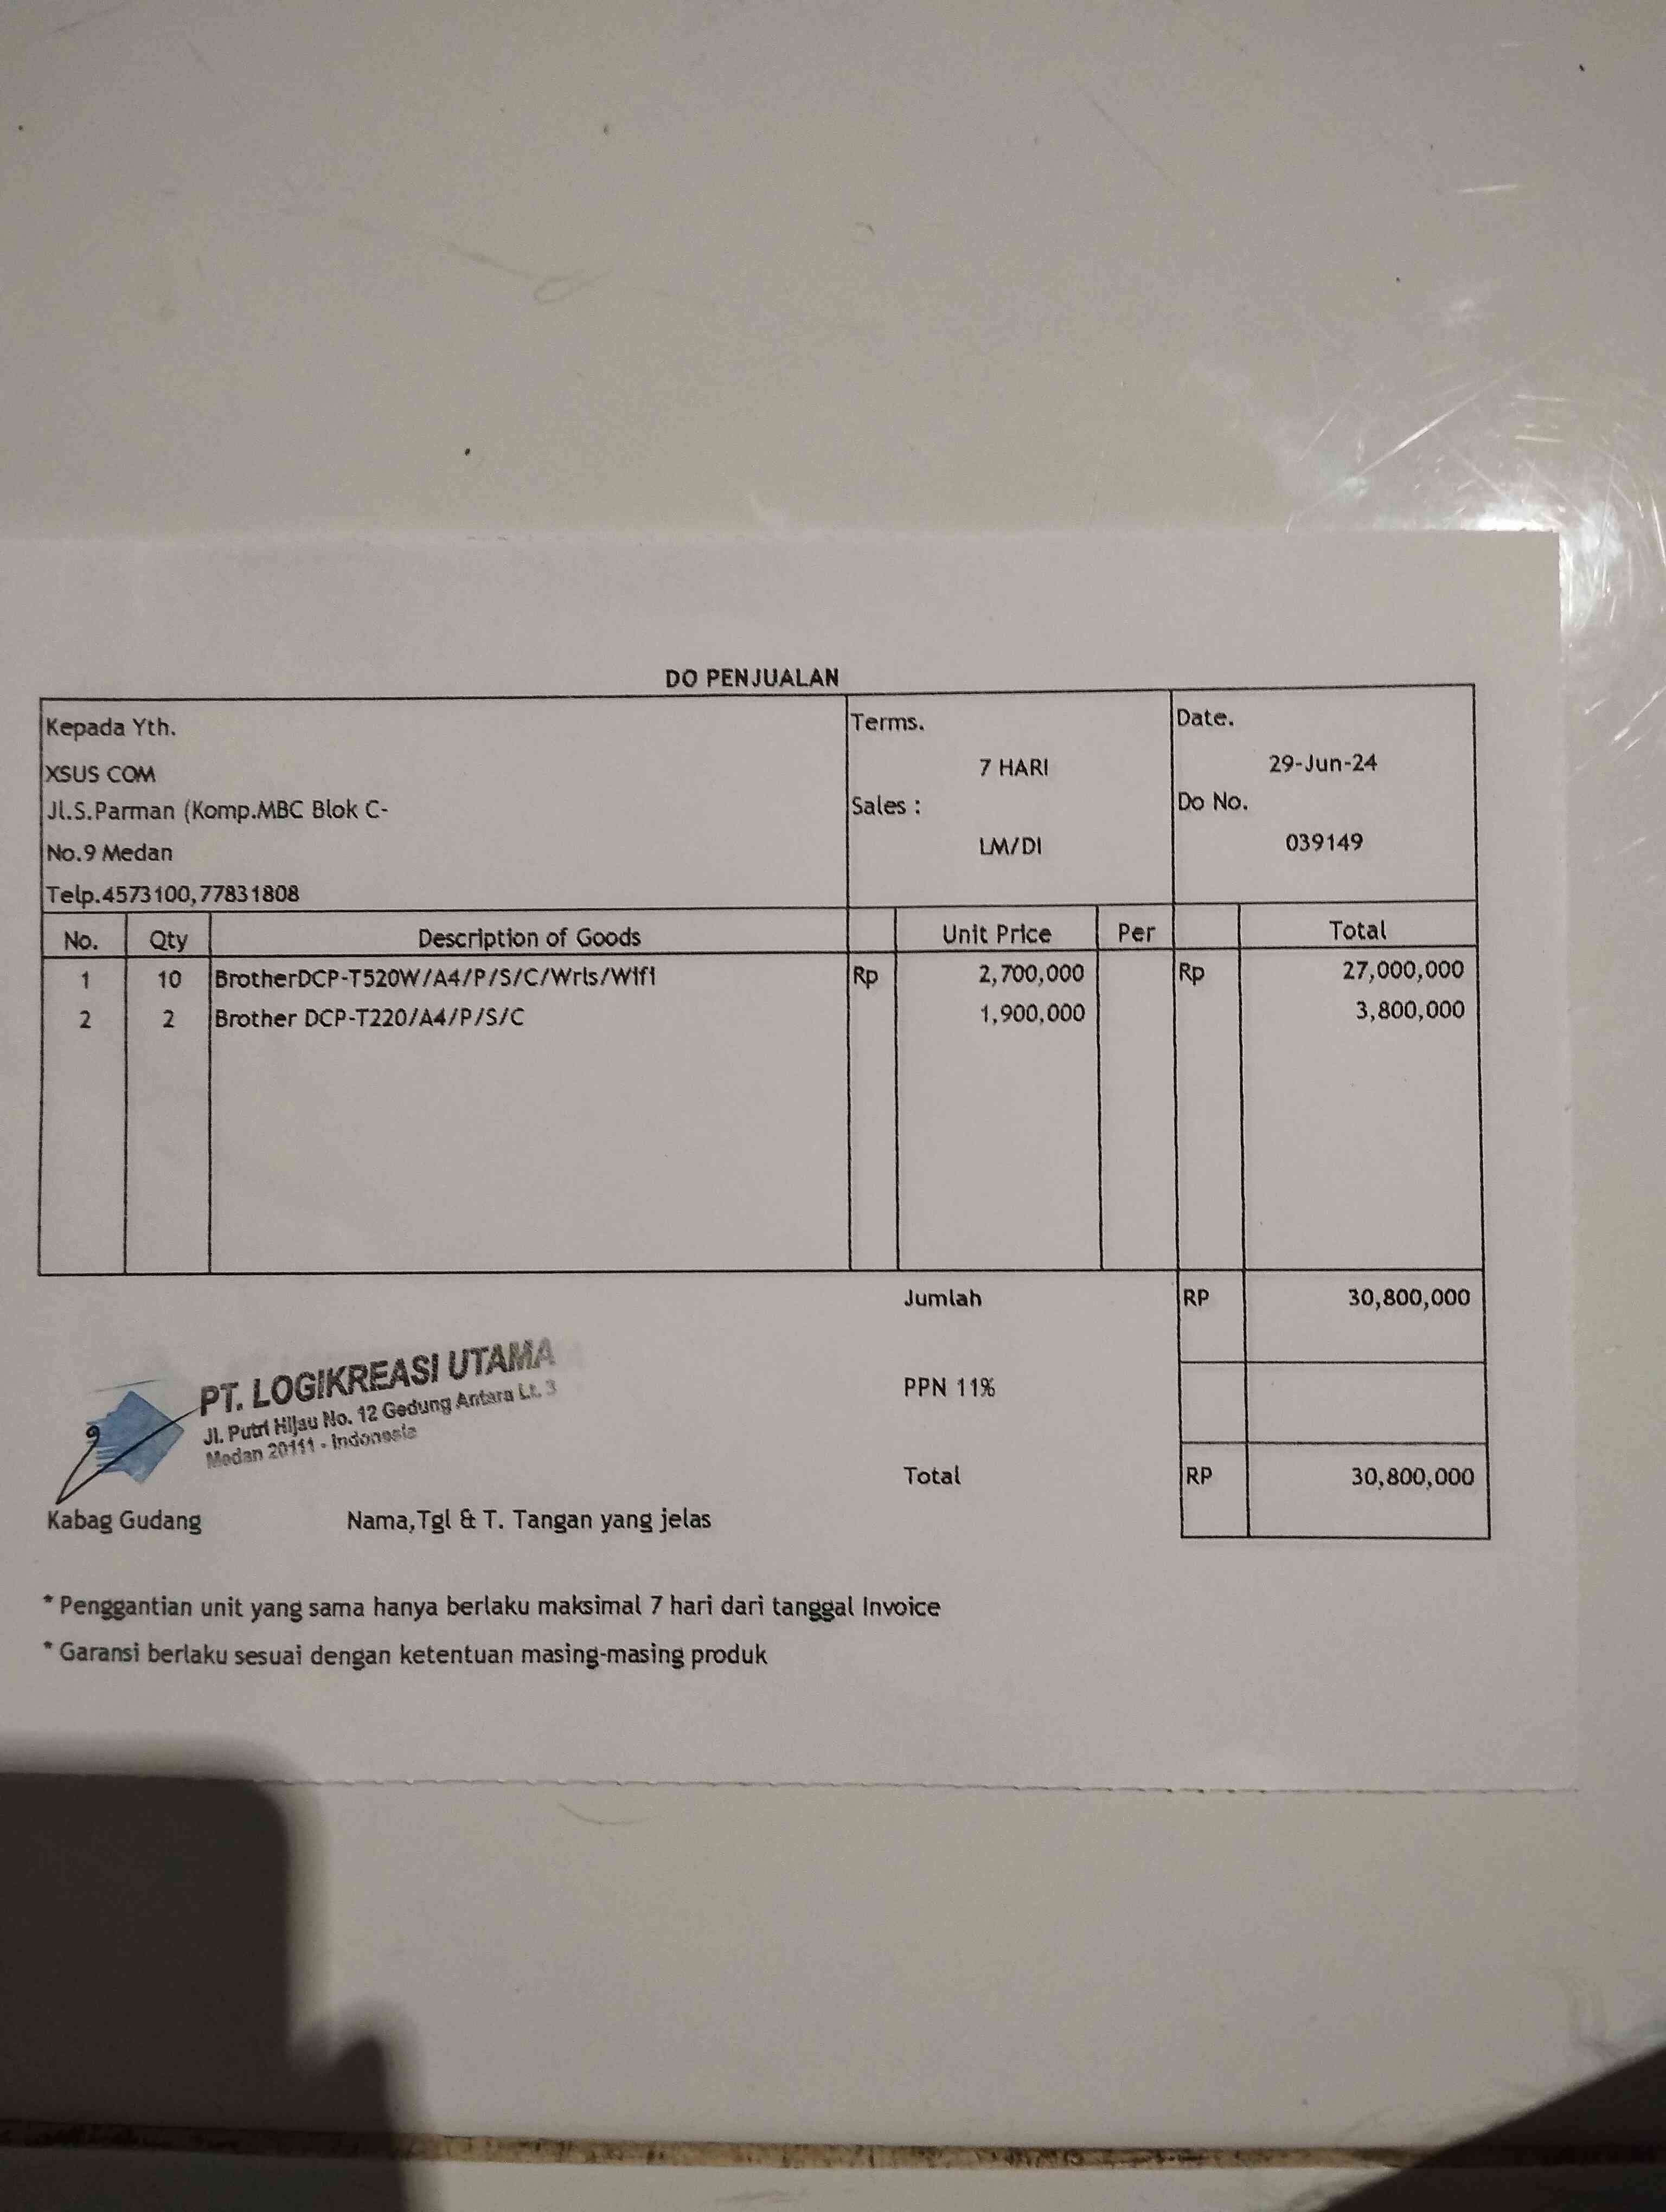 DO PENJUALAN
Kepada Yth.
XSUS COM
Jl.S.Parman (Komp.MBC Blok C-
No.9 Medan
Telp.4573100,77831808
Terms.
7 HARI
Sales :
LM/DI
Date.
29-Jun-24
Do No.
039149
No. Qty Description of Goods Unit Price Per Total
1 10 BrotherDCP-T520W/A4/P/S/C/Wrls/Wifi Rp 2,700,000 Rp 27,000,000
2 2 Brother DCP-T220/A4/P/S/C 1,900,000 3,800,000
Jumlah RP 30,800,000
PPN 11%
Total RP 30,800,000
PT. LOGIKREASI UTAMA
Jl. Putri Hijau No. 12 Gedung Antara Lt. 3
Medan 20111 - Indonesia
Kabag Gudang Nama,Tgl & T. Tangan yang jelas
* Penggantian unit yang sama hanya berlaku maksimal 7 hari dari tanggal Invoice
* Garansi berlaku sesuai dengan ketentuan masing-masing produk